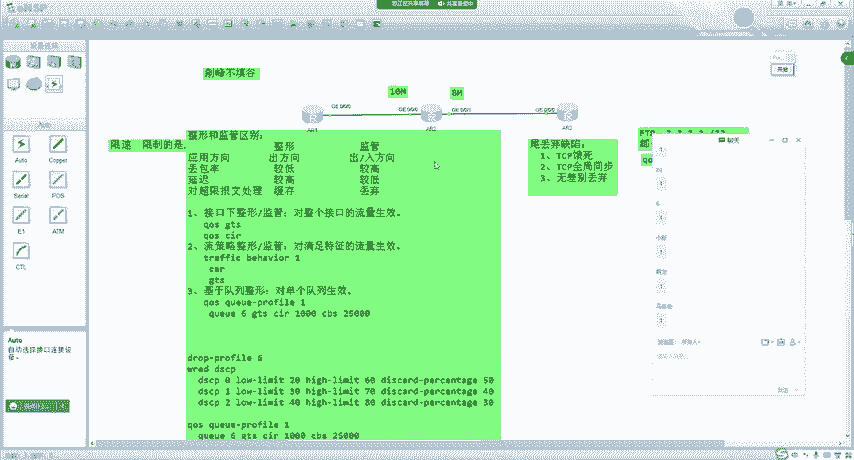 eNSP
削峰不填谷
10M
8M
GE 0/0/0
GE 0/0/0
GE 0/0/0
AR1
AR2
限速 限制的是.
整形和监管区别:
整形 监管
应用方向 出方向 出/入方向
丢包率 较低 较高
延迟 较高 较低
对超限报文处理 缓存 丢弃
1、接口下整形/监管:对整个接口的流量生效。
qos gts
qos cir
2、流策略整形/监管:对满足特征的流量生效。
traffic behavior 1
car
gts
3、基于队列整形:对单个队列生效。
qos queue-profile 1
queue 6 gts cir 1000 cbs 25000
drop-profile 6
wred dscp
dscp 0 low-limit 20 high-limit 60 discard-percentage 50
dscp 1 low-limit 30 high-limit 70 discard-percentage 40
dscp 2 low-limit 40 high-limit 80 discard-percentage 30
qos queue-profile 1
queue 6 gts cir 1000 cbs 25000
尾丢弃缺陷:
1、TCP饿死
2、TCP全局同步
3、无差别丢弃
聊天
Auto
Auto
Copper
Serial
POS
E1
ATM
CTL
Auto
自动选择接口连接设备。